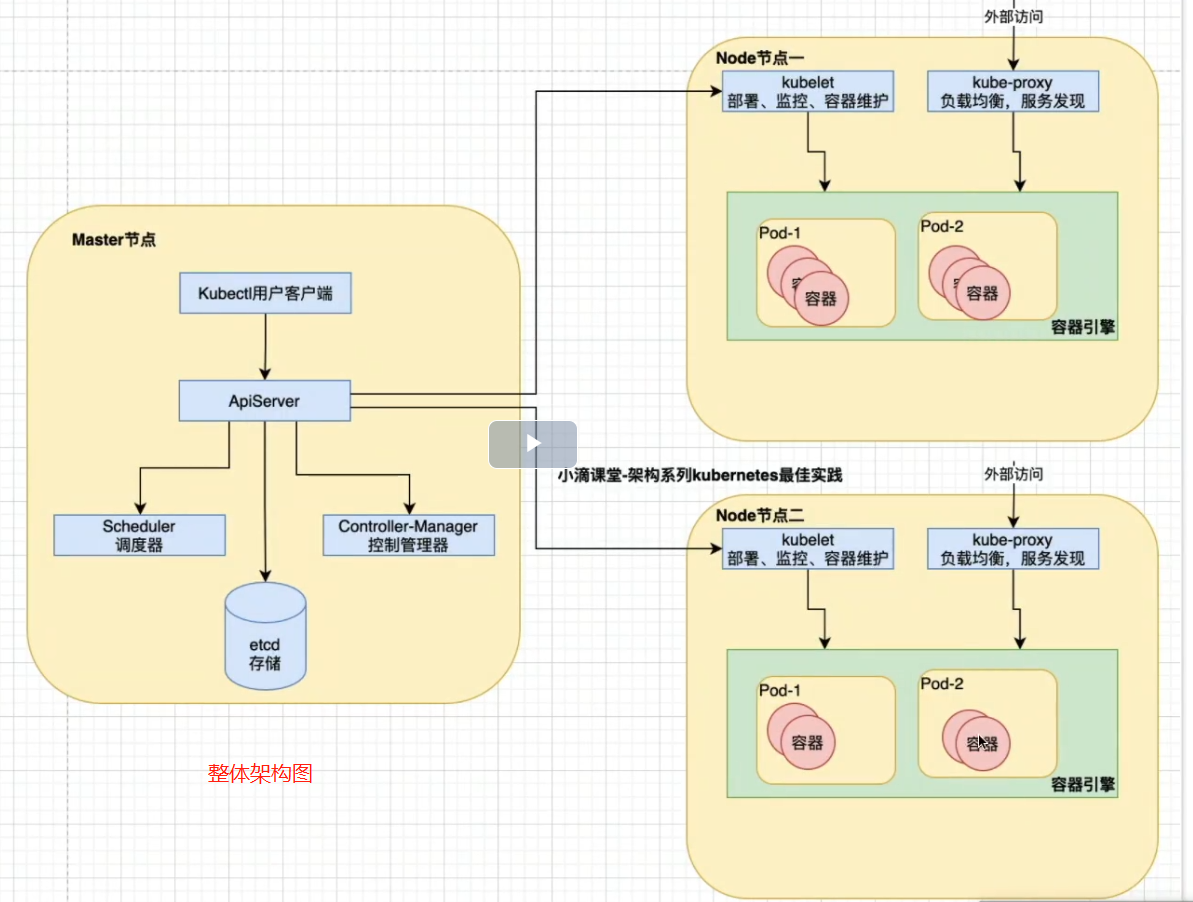 外部访问
Node节点一
kubelet
部署、监控、容器维护
kube-proxy
负载均衡，服务发现
Pod-1
容器
Pod-2
容器
容器引擎
Master节点
Kubectl用户客户端
ApiServer
Scheduler
调度器
Controller-Manager
控制管理器
etcd
存储
整体架构图
小滴课堂-架构系列kubernetes最佳实践
外部访问
Node节点二
kubelet
部署、监控、容器维护
kube-proxy
负载均衡，服务发现
Pod-1
容器
Pod-2
容器
容器引擎